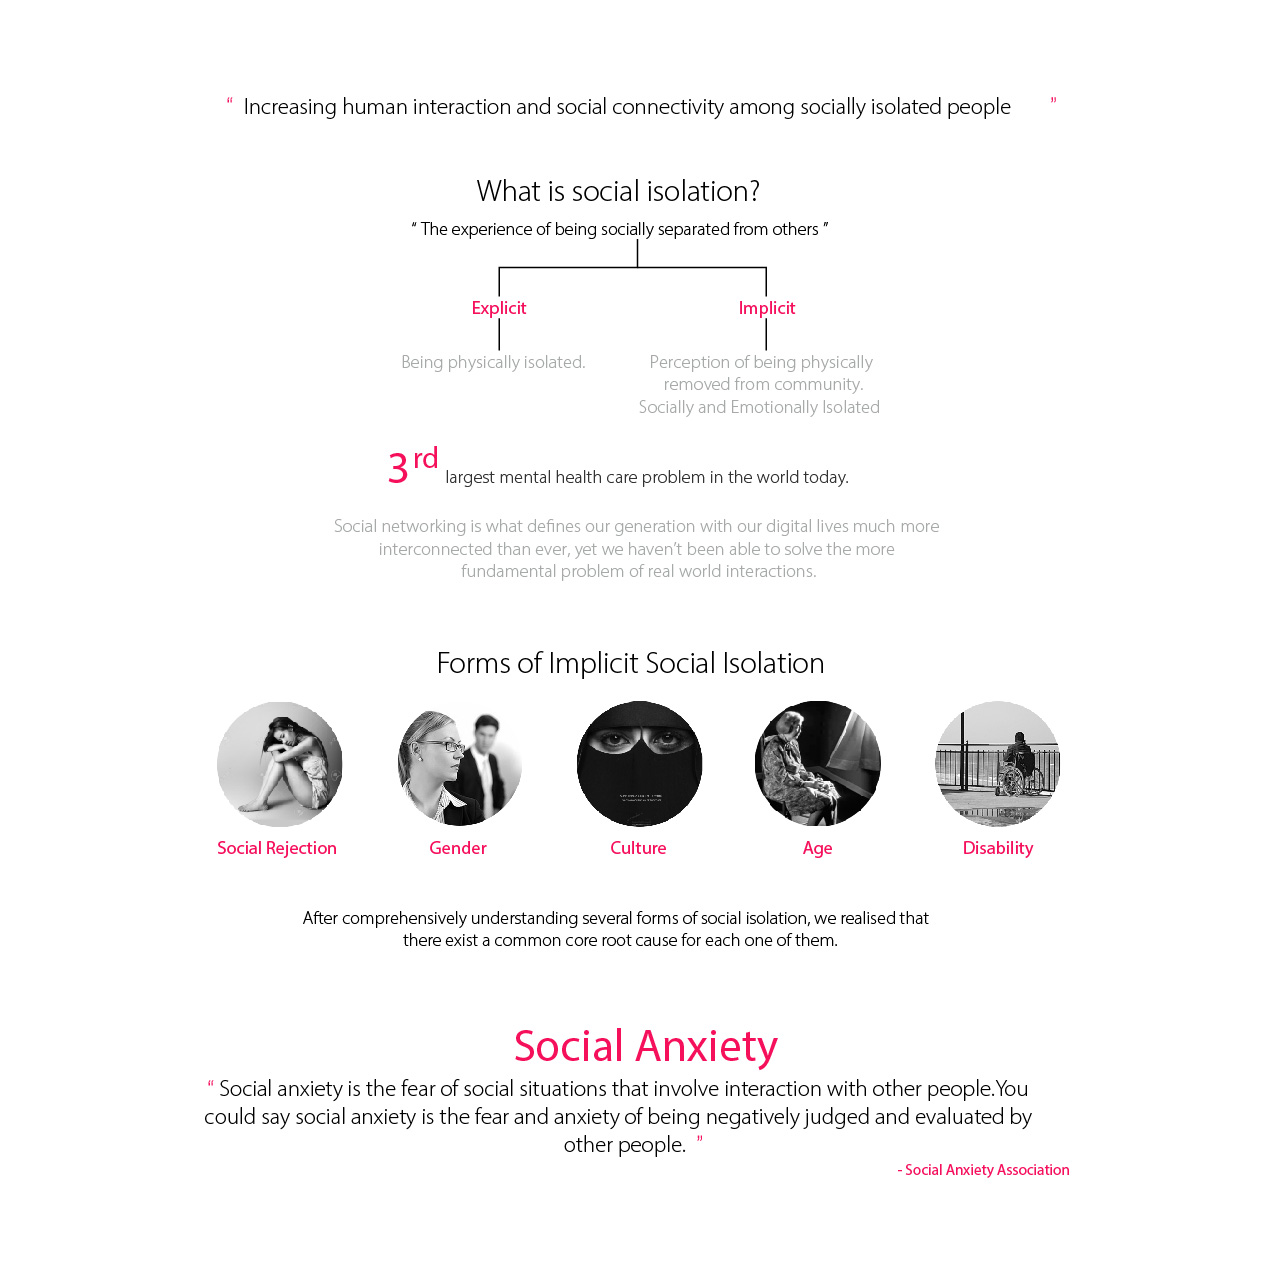 “ Increasing human interaction and social connectivity among socially isolated people ”
What is social isolation?
“ The experience of being socially separated from others ”
Explicit
Implicit
Being physically isolated.
Perception of being physically
removed from community.
Socially and Emotionally Isolated
3rd largest mental health care problem in the world today.
Social networking is what defines our generation with our digital lives much more
interconnected than ever, yet we haven’t been able to solve the more
fundamental problem of real world interactions.
Forms of Implicit Social Isolation
Social Rejection
Gender
Culture
Age
Disability
After comprehensively understanding several forms of social isolation, we realised that
there exist a common core root cause for each one of them.
Social Anxiety
“ Social anxiety is the fear of social situations that involve interaction with other people.You
could say social anxiety is the fear and anxiety of being negatively judged and evaluated by
other people. ”
- Social Anxiety Association